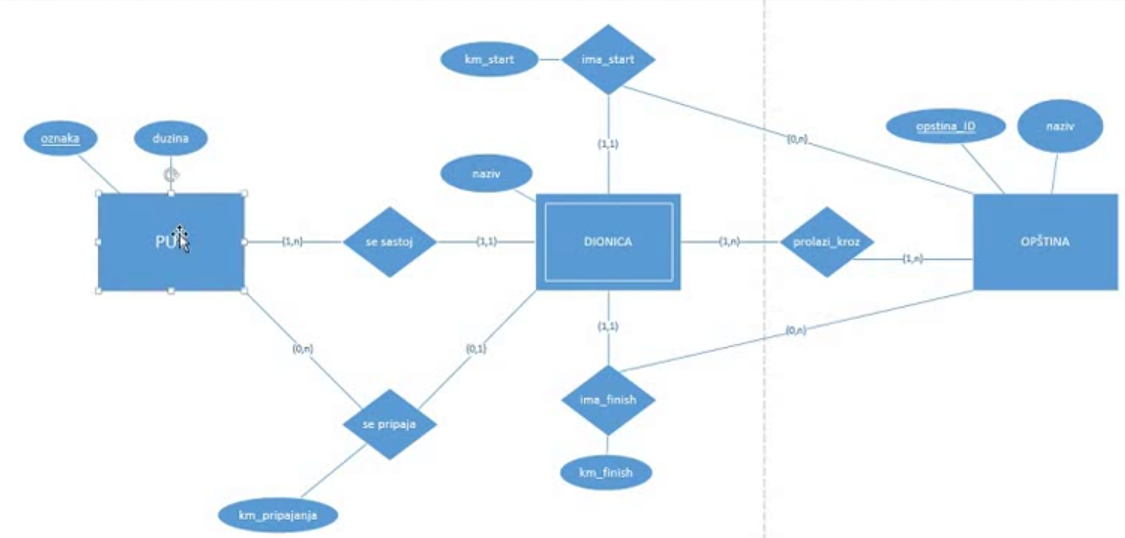 km_start
ima_start
oznaka
duzina
opstina_ID
naziv
(1,1)
(0,n)
naziv
(1,n)
se sastoj
(1,1)
DIONICA
(1,n)
prolazi_kroz
(1,n)
OPŠTINA
(1,1)
(0,n)
(0,n)
(0,1)
ima_finish
se pripaja
km_finish
km_pripajanja